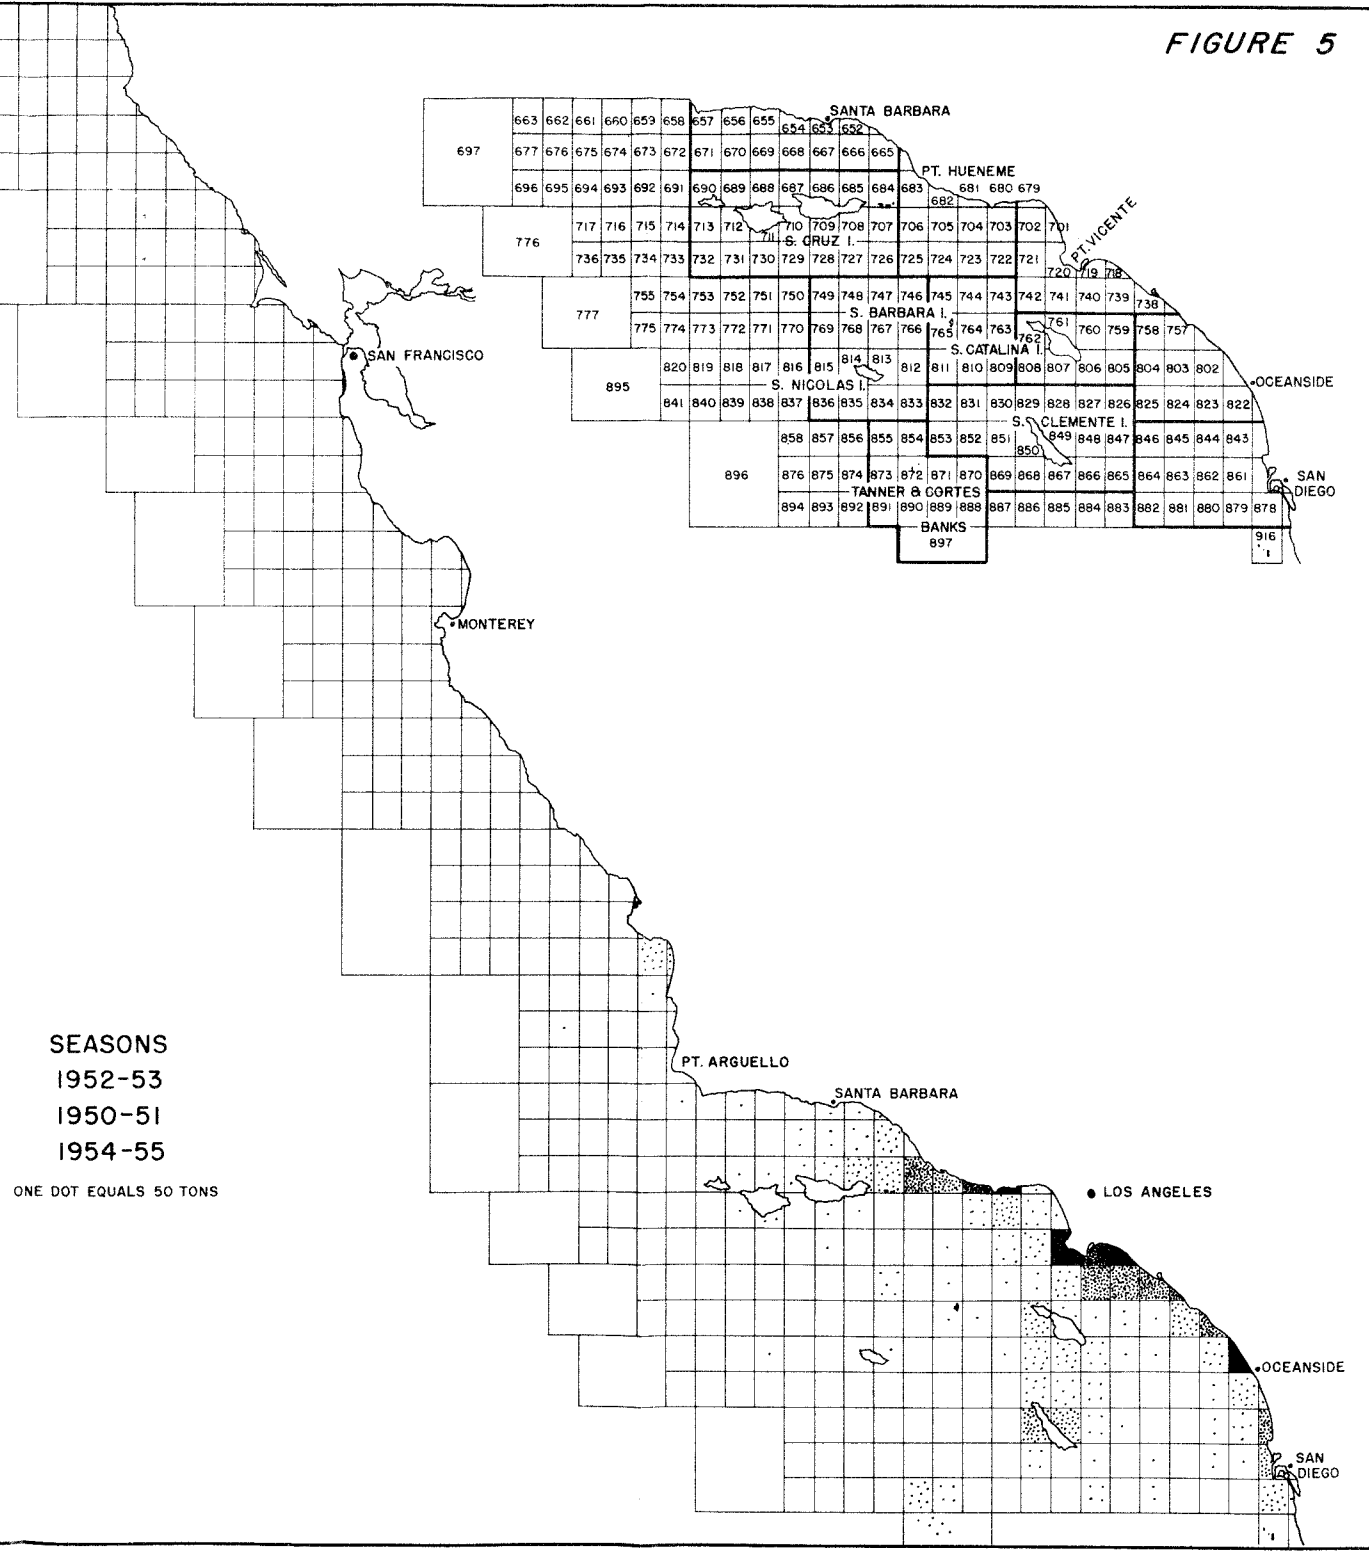 FIGURE 5
SANTA BARBARA
663 662 661 660 659 658 657 656 655 654 653 652
697
677 676 675 674 673 672 671 670 669 668 667 666 665
PT. HUENEME
696 695 694 693 692 691 690 689 688 687 686 685 684 683 682 681 680 679
PT. VICENTE
776
717 716 715 714 713 712 711 710 709 708 707 706 705 704 703 702 701
S. CRUZ I.
736 735 734 733 732 731 730 729 728 727 726 725 724 723 722 721 720 719 718
777
755 754 753 752 751 750 749 748 747 746 745 744 743 742 741 740 739 738
S. BARBARA I.
775 774 773 772 771 770 769 768 767 766 765 764 763 762 761 760 759 758 757
S. CATALINA I.
895
820 819 818 817 816 815 814 813 812 811 810 809 808 807 806 805 804 803 802
OCEANSIDE
S. NICOLAS I.
841 840 839 838 837 836 835 834 833 832 831 830 829 828 827 826 825 824 823 822
S. CLEMENTE I.
858 857 856 855 854 853 852 851 850 849 848 847 846 845 844 843
896
876 875 874 873 872 871 870 869 868 867 866 865 864 863 862 861
SAN
DIEGO
TANNER & CORTES
894 893 892 891 890 889 888 887 886 885 884 883 882 881 880 879 878
BANKS
897
916
SAN FRANCISCO
MONTEREY
SEASONS
1952-53
1950-51
1954-55
ONE DOT EQUALS 50 TONS
PT. ARGUELLO
SANTA BARBARA
LOS ANGELES
OCEANSIDE
SAN
DIEGO